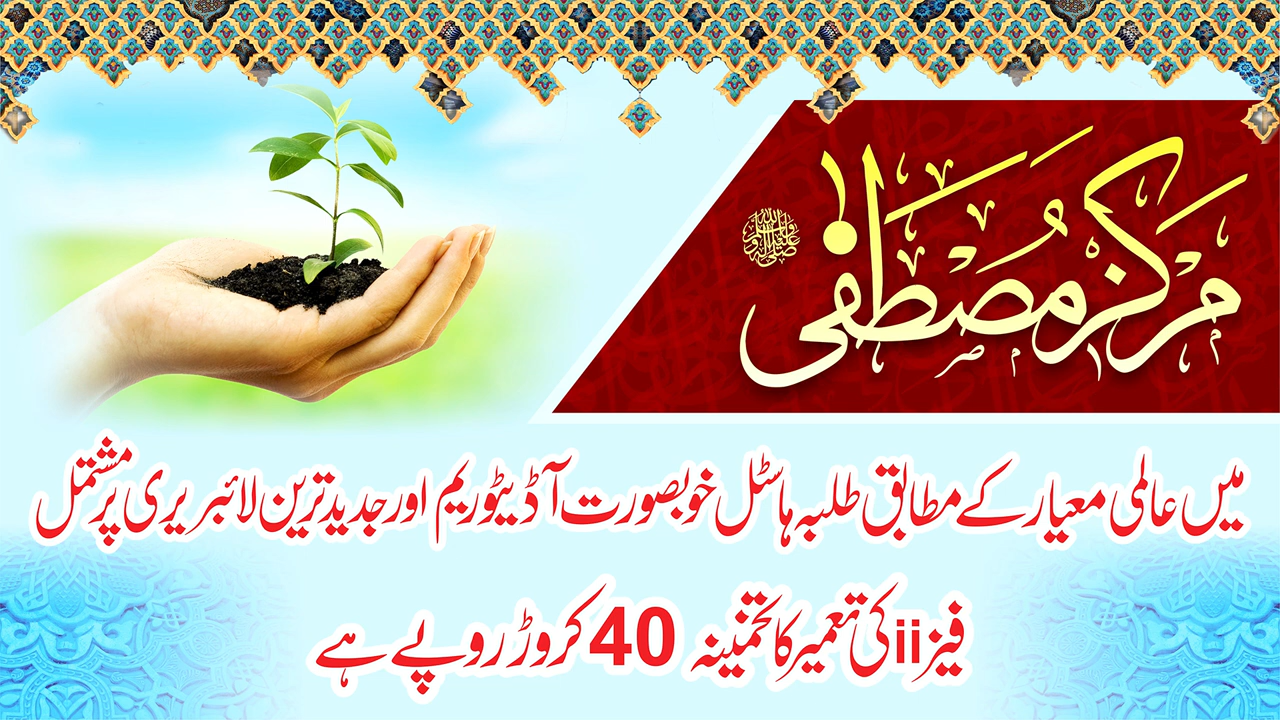 مرکز مصطفی ﷺ
میں عالمی معیار کے مطابق طلبہ ہاسٹل خوبصورت آڈیٹوریم اور جدید ترین لائبریری پر مشتمل
فیز ii کی تعمیر کا تخمینہ 40 کروڑ روپے ہے